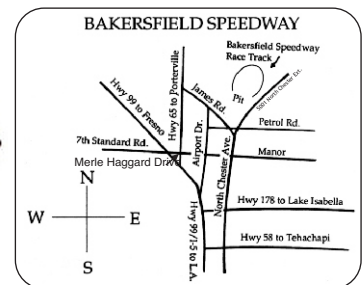 BAKERSFIELD SPEEDWAY
Bakersfield Speedway
Race Track
Pit
5001 North Chester Ext.
Hwy 99 to Fresno
Hwy 65 to Porterville
James Rd.
Petrol Rd.
Airport Dr.
North Chester Ave.
7th Standard Rd.
Manor
Merle Haggard Drive
N
W
E
S
Hwy 178 to Lake Isabella
Hwy 99/I-5 to L.A.
Hwy 58 to Tehachapi